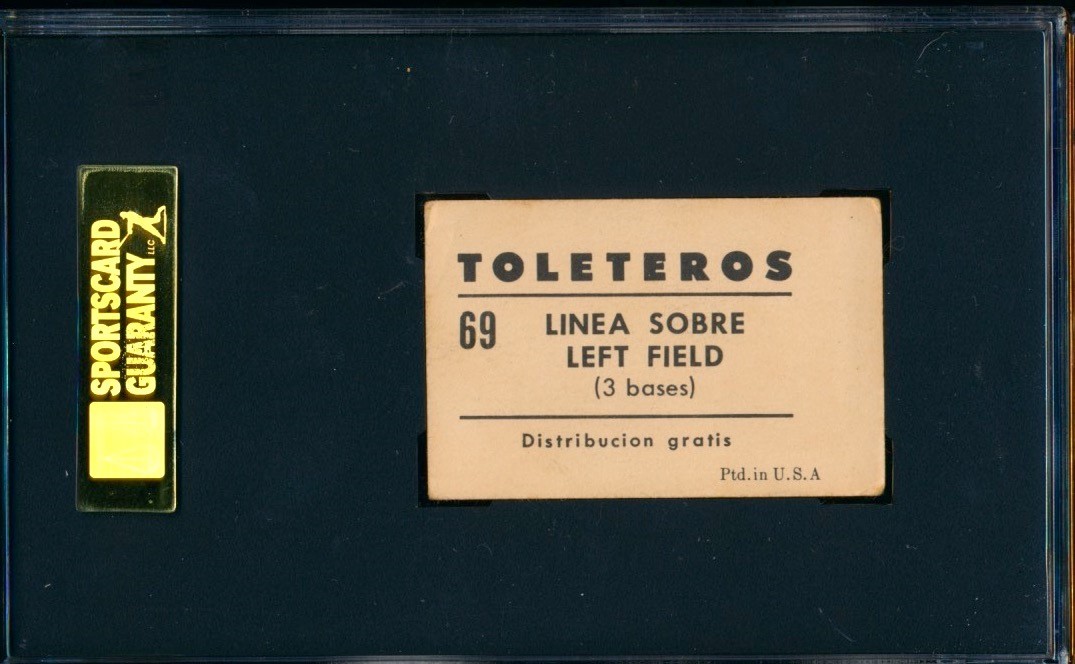 SPORTSCARD
GUARANTY LLC
TOLETEROS
69 LINEA SOBRE
LEFT FIELD
(3 bases)
Distribucion gratis
Ptd.in U.S.A